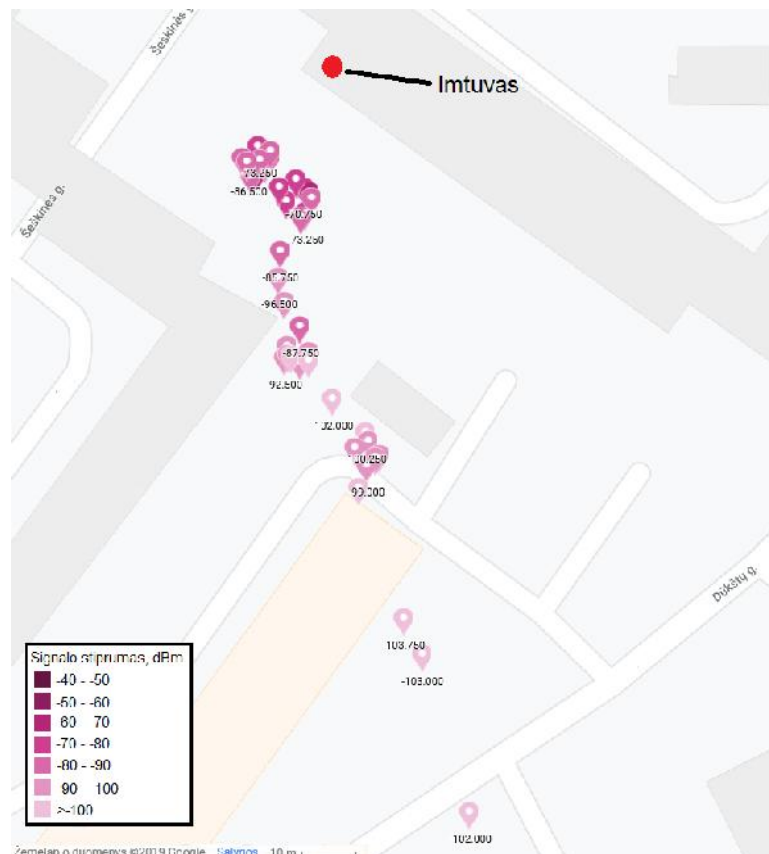 Šeškinės g.
Imtuvas
73.250
-86.500
-70.750
73.250
Šeškinės g.
-85.750
-96.500
-87.750
92.500
102.000
100.250
99.000
Dūkštų g.
103.750
-103.000
Signalo stiprumas, dBm
-40 - -50
-50 - -60
60 70
-70 - -80
-80 - -90
90 100
>-100
102.000
Žemėlapio duomenys ©2019 Google Sąlygos 10 m